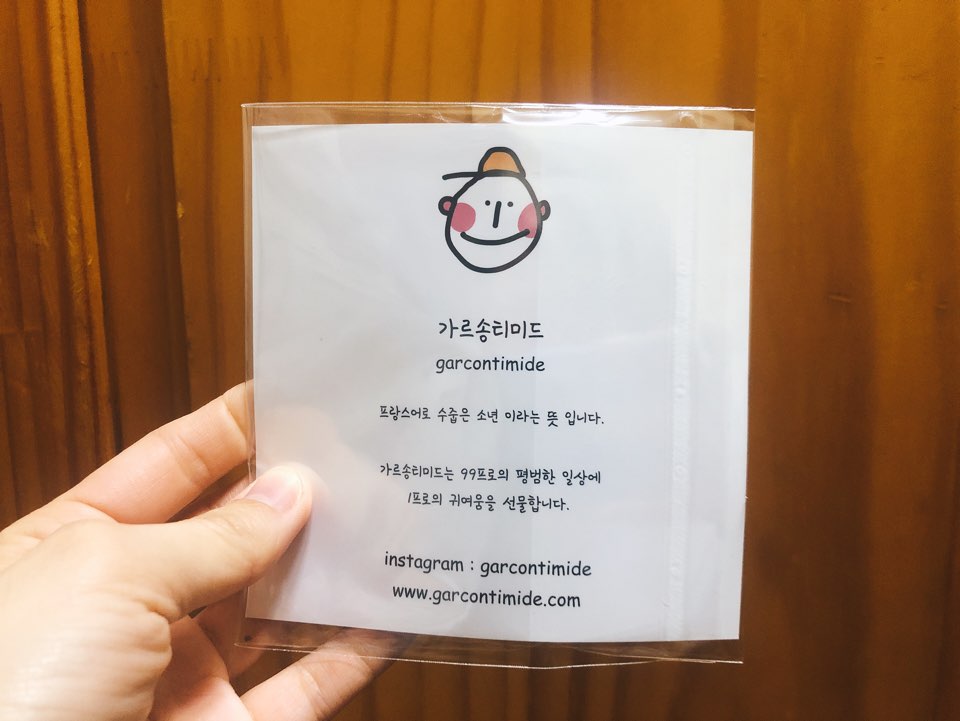 가르송티미드
garcontimide
프랑스어로 수줍은 소년 이라는 뜻 입니다.
가르송티미드는 99프로의 평범한 일상에
1프로의 귀여움을 선물합니다.
instagram : garcontimide
www.garcontimide.com